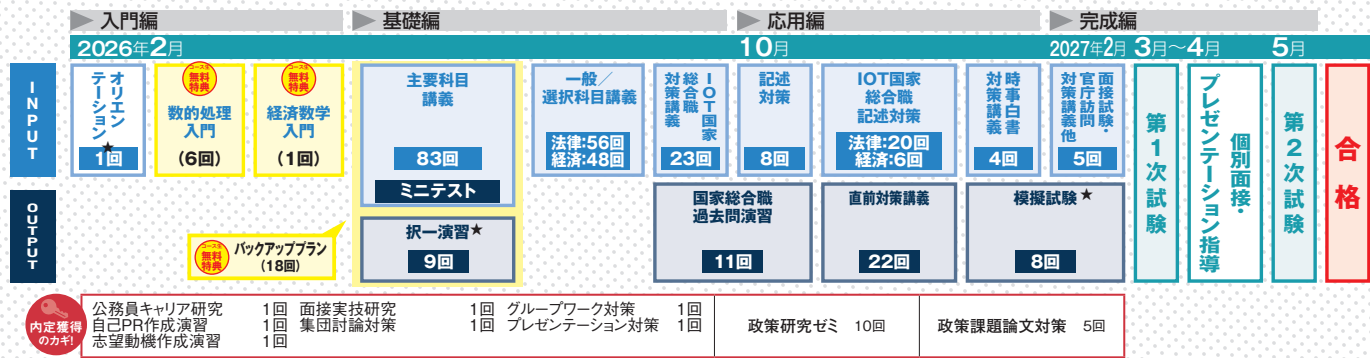 入門編
基礎編
応用編
完成編
2026年2月
10月
2027年2月
3月～4月
5月
INPUT
オリエンテーション★
1回
コース生無料特典
数的処理
入門
(6回)
コース生無料特典
経済数学
入門
(1回)
主要科目
講義
83回
ミニテスト
一般／
選択科目講義
法律:56回
経済:48回
IOT国家
総合職
対策講義
23回
記述
対策
8回
IOT国家
総合職
記述対策
法律:20回
経済:6回
時事白書
対策講義
4回
面接試験・
官庁訪問
対策講義他
5回
第1次試験
個別面接・
プレゼンテーション指導
第2次試験
合格
OUTPUT
コース生無料特典
バックアッププラン
(18回)
択一演習★
9回
国家総合職
過去問演習
11回
直前対策講義
22回
模擬試験★
8回
内定獲得
のカギ!
公務員キャリア研究 1回 面接実技研究 1回 グループワーク対策 1回
自己PR作成演習 1回 集団討論対策 1回 プレゼンテーション対策 1回
志望動機作成演習 1回
政策研究ゼミ 10回
政策課題論文対策 5回